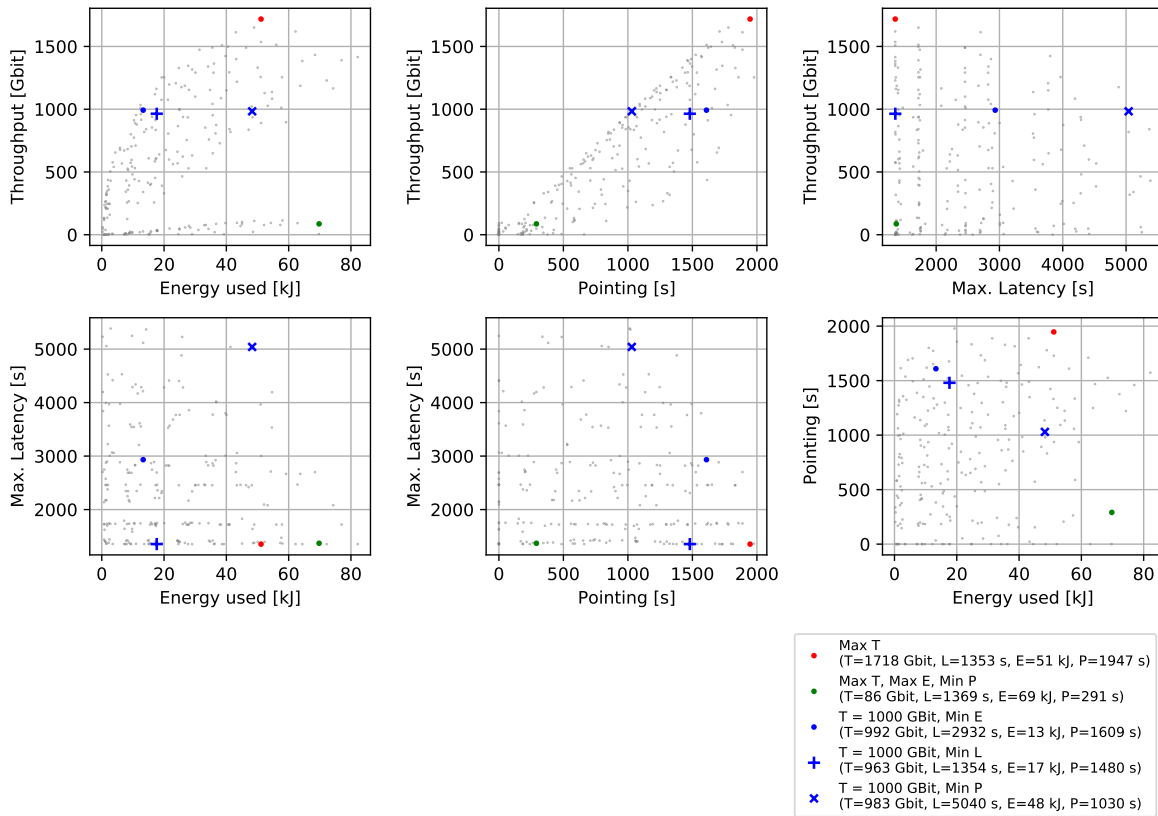 Throughput [Gbit]
1500
1000
500
0
0 20 40 60 80
Energy used [kJ]
Throughput [Gbit]
1500
1000
500
0
0 500 1000 1500 2000
Pointing [s]
Throughput [Gbit]
1500
1000
500
0
2000 3000 4000 5000
Max. Latency [s]
Max. Latency [s]
5000
4000
3000
2000
0 20 40 60 80
Energy used [kJ]
Max. Latency [s]
5000
4000
3000
2000
0 500 1000 1500 2000
Pointing [s]
Pointing [s]
2000
1500
1000
500
0
0 20 40 60 80
Energy used [kJ]
Max T
(T=1718 Gbit, L=1353 s, E=51 kJ, P=1947 s)
Max T, Max E, Min P
(T=86 Gbit, L=1369 s, E=69 kJ, P=291 s)
T = 1000 GBit, Min E
(T=992 Gbit, L=2932 s, E=13 kJ, P=1609 s)
T = 1000 GBit, Min L
(T=963 Gbit, L=1354 s, E=17 kJ, P=1480 s)
T = 1000 GBit, Min P
(T=983 Gbit, L=5040 s, E=48 kJ, P=1030 s)